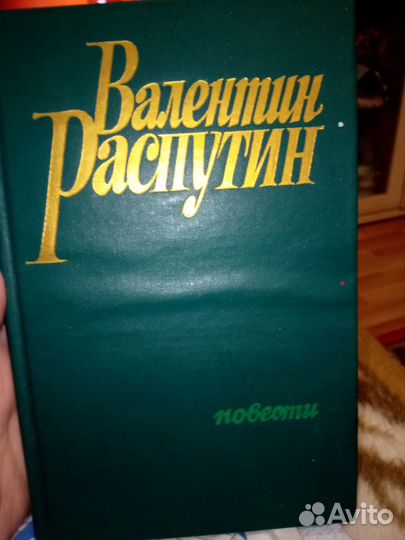 Валентин
Распутин
повести
Avito